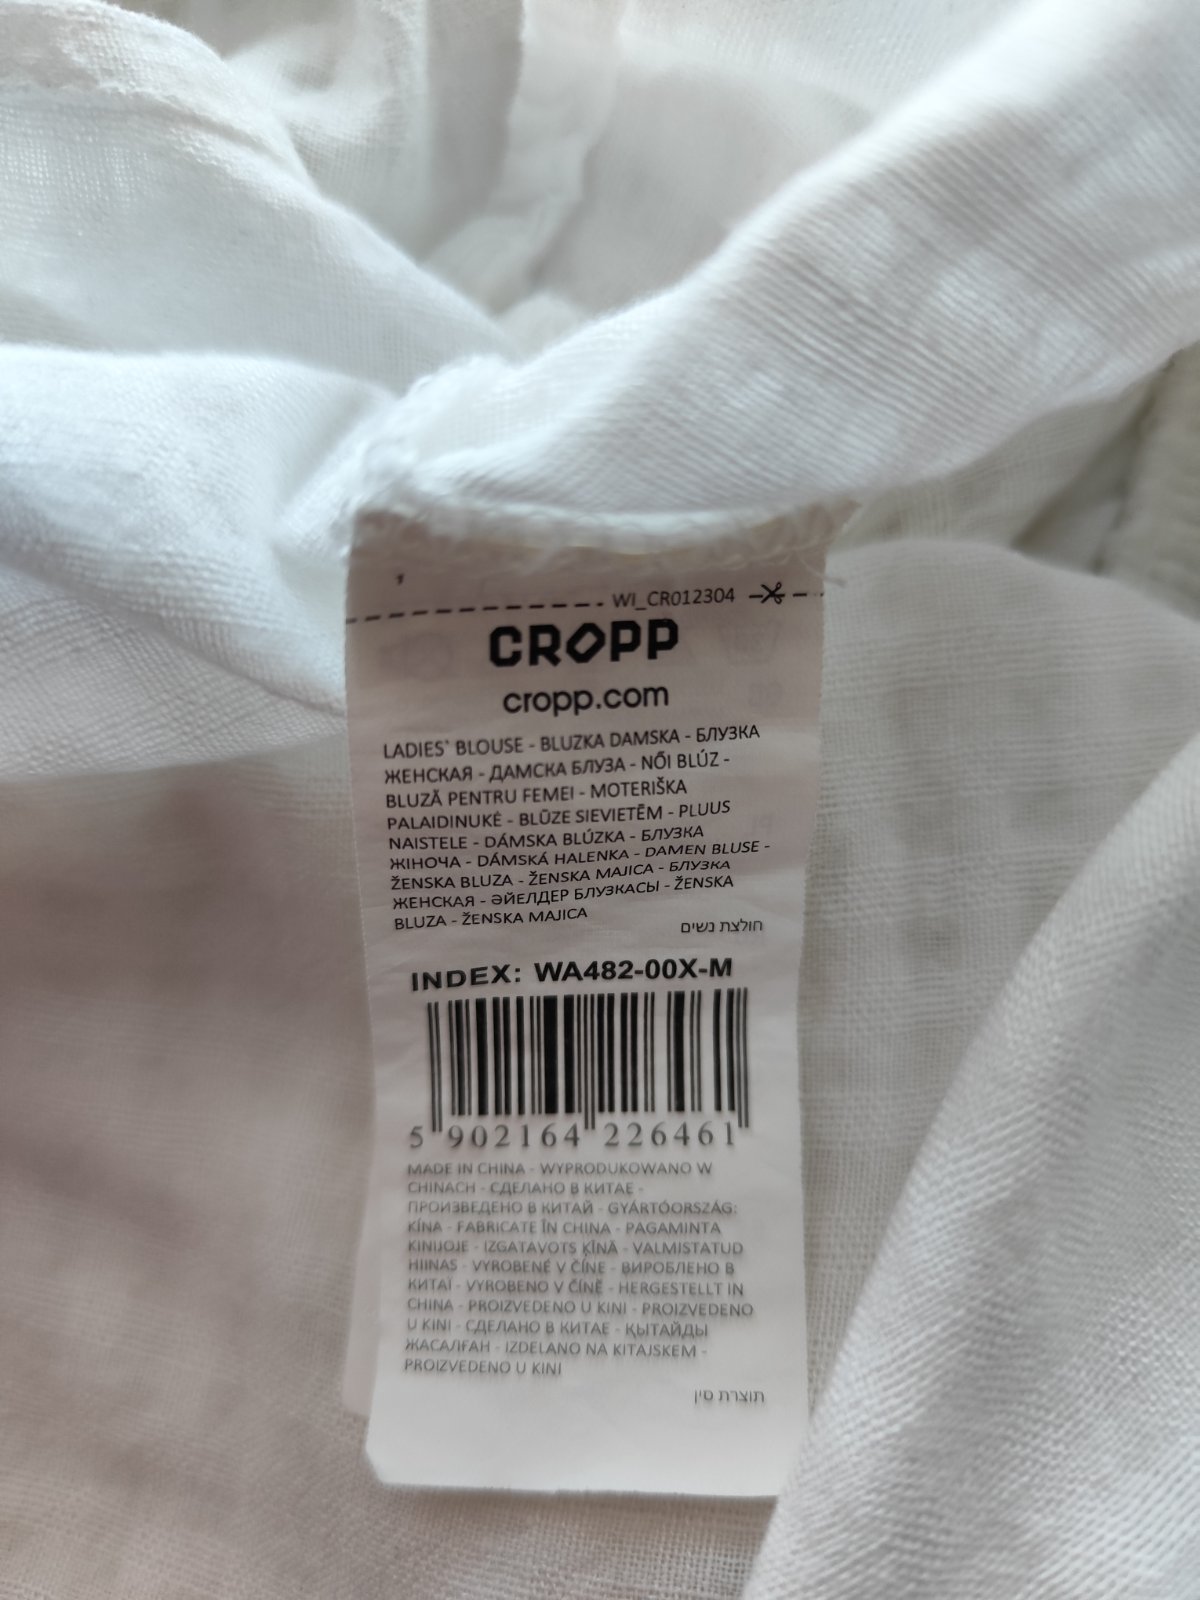 1
WI_CR012304
CROPP
cropp.com
LADIES` BLOUSE - BLUZKA DAMSKA - БЛУЗКА
ЖЕНСКАЯ - ДАМСКА БЛУЗА - NŐI BLÚZ -
BLUZĂ PENTRU FEMEI - MOTERIŠKA
PALAIDINUKĖ - BLŪZE SIEVIETĒM - PLUUS
NAISTELE - DÁMSKA BLÚZKA - БЛУЗКА
ЖІНОЧА - DÁMSKÁ HALENKA - DAMEN BLUSE -
ŽENSKA BLUZA - ŽENSKA MAJICA - БЛУЗКА
ЖЕНСКАЯ - ӘЙЕЛДЕР БЛУЗКАСЫ - ŽENSKA
BLUZA - ŽENSKA MAJICA
חולצת נשים
INDEX: WA482-00X-M
5 902164 226461
MADE IN CHINA - WYPRODUKOWANO W
CHINACH - СДЕЛАНО В КИТАЕ -
ПРОИЗВЕДЕНО В КИТАЙ - GYÁRTÓORSZÁG:
KÍNA - FABRICATE ÎN CHINA - PAGAMINTA
KINIJOJE - IZGATAVOTS ĶĪNĀ - VALMISTATUD
HIINAS - VYROBENÉ V ČÍNE - ВИРОБЛЕНО В
КИТАЇ - VYROBENO V ČÍNĚ - HERGESTELLT IN
CHINA - PROIZVEDENO U KINI - PROIZVEDENO
U KINI - СДЕЛАНО В КИТАЕ - ҚЫТАЙДЫ
ЖАСАЛҒАН - IZDELANO NA KITAJSKEM -
PROIZVEDENO U KINI
תוצרת סין